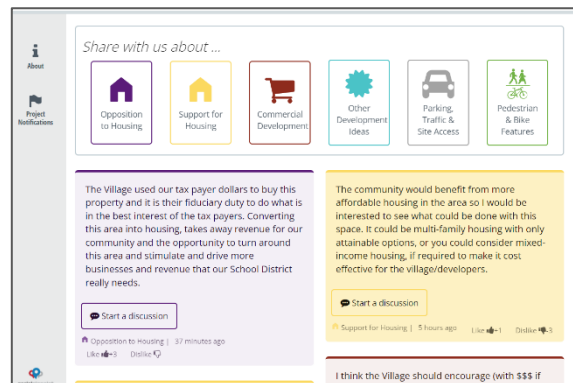 About
Project
Notifications
Share with us about ...
Opposition
to Housing
Support for
Housing
Commercial
Development
Other
Development
Ideas
Parking,
Traffic &
Site Access
Pedestrian
& Bike
Features
The Village used our tax payer dollars to buy this
property and it is their fiduciary duty to do what is
in the best interest of the tax payers. Converting
this area into housing, takes away revenue for our
community and the opportunity to turn around
this area and stimulate and drive more
businesses and revenue that our School District
really needs.
Start a discussion
Opposition to Housing | 37 minutes ago
Like +3 Dislike
The community would benefit from more
affordable housing in the area so I would be
interested to see what could be done with this
space. It could be multi-family housing with only
attainable options, or you could consider mixed-
income housing, if required to make it cost
effective for the village/developers.
Start a discussion
Support for Housing | 5 hours ago Like +1 Dislike -3
I think the Village should encourage (with $$$ if